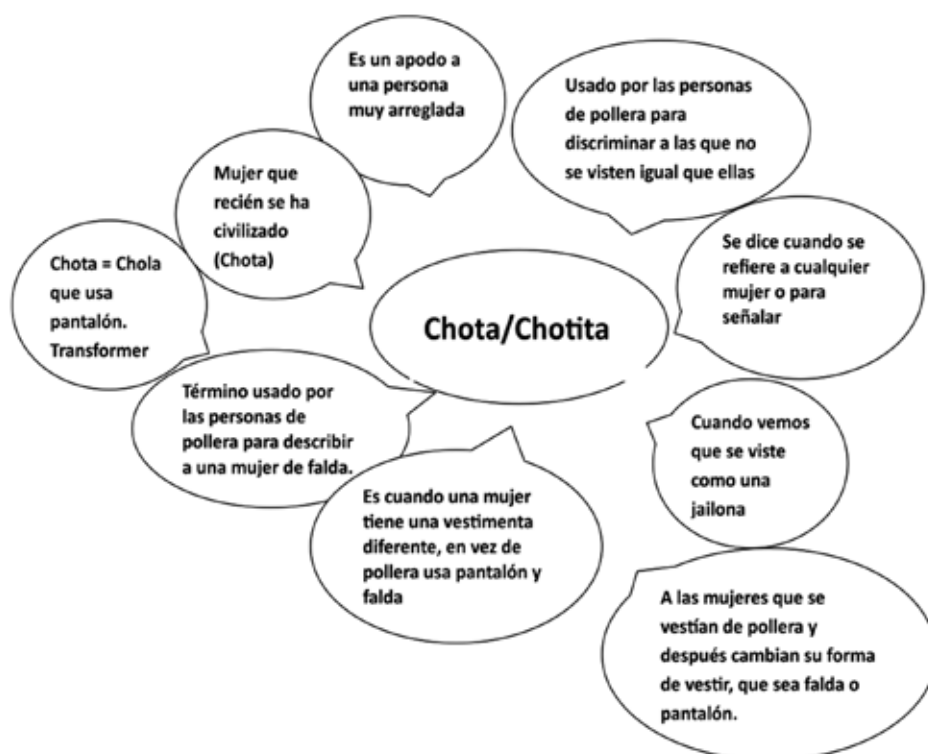 Es un apodo a
una persona
muy arreglada
Usado por las personas
de pollera para
discriminar a las que no
se visten igual que ellas
Mujer que
recién se ha
civilizado
(Chota)
Se dice cuando se
refiere a cualquier
mujer o para
señalar
Chota = Chola
que usa
pantalón.
Transformer
Chota/Chotita
Término usado por
las personas de
pollera para describir
a una mujer de falda.
Cuando vemos
que se viste
como una
jailona
Es cuando una mujer
tiene una vestimenta
diferente, en vez de
pollera usa pantalón y
falda
A las mujeres que se
vestían de pollera y
después cambian su forma
de vestir, que sea falda o
pantalón.